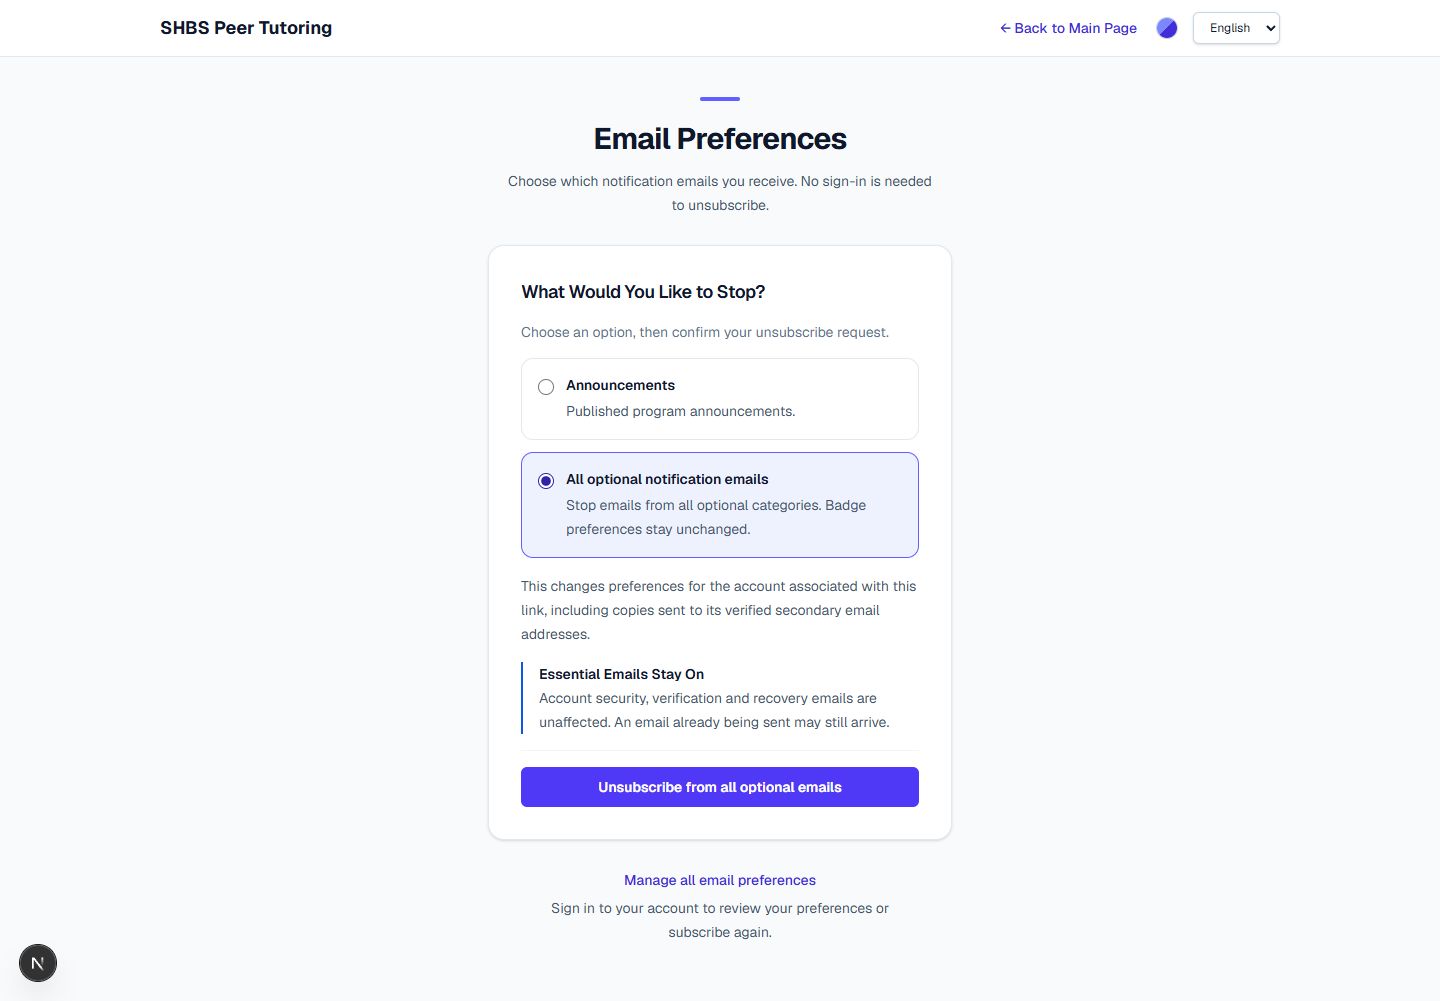 SHBS Peer Tutoring
← Back to Main Page
English
Email Preferences
Choose which notification emails you receive. No sign-in is needed
to unsubscribe.
What Would You Like to Stop?
Choose an option, then confirm your unsubscribe request.
Announcements
Published program announcements.
All optional notification emails
Stop emails from all optional categories. Badge
preferences stay unchanged.
This changes preferences for the account associated with this
link, including copies sent to its verified secondary email
addresses.
Essential Emails Stay On
Account security, verification and recovery emails are
unaffected. An email already being sent may still arrive.
Unsubscribe from all optional emails
Manage all email preferences
Sign in to your account to review your preferences or
subscribe again.
N